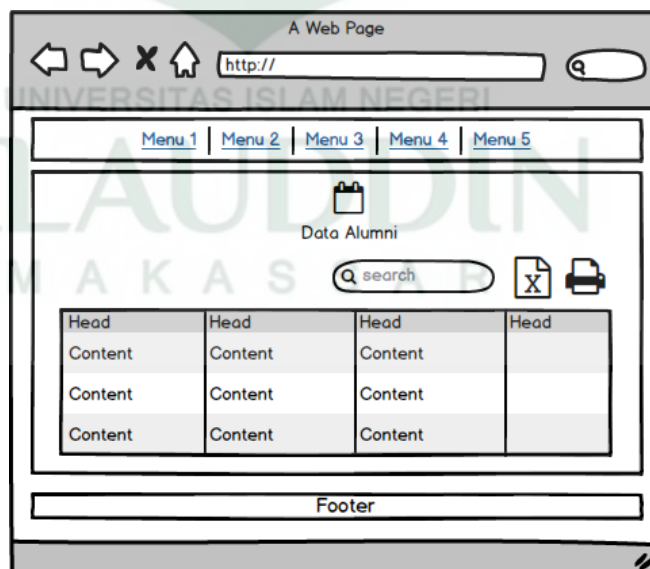 A Web Page
http://
UNIVERSITAS ISLAM NEGERI
Menu 1 Menu 2 Menu 3 Menu 4 Menu 5
LAUDDIN
Data Alumni
MAKASSAR
search
X
Head Head Head Head
Content Content Content
Content Content Content
Content Content Content
Footer